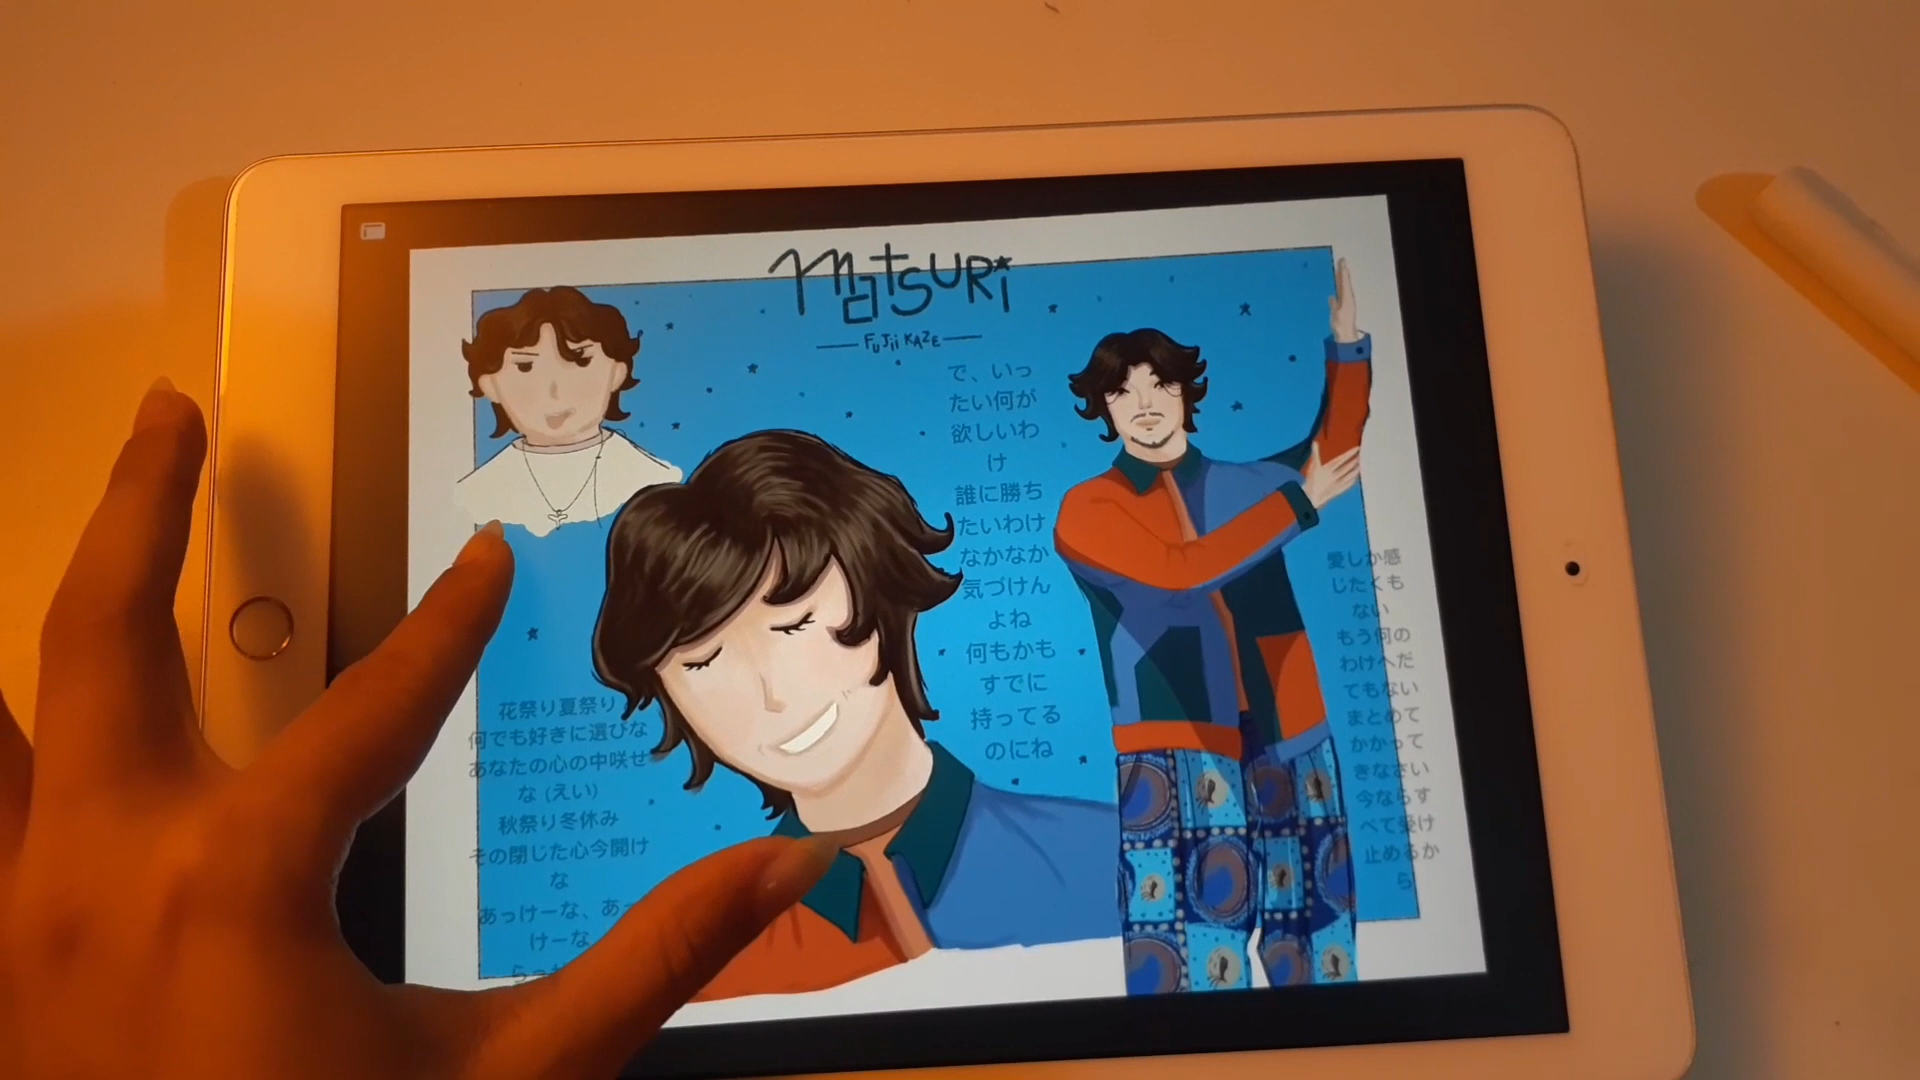 matsuri
FUJii KAZE
で、いっ
たい何が
欲しいわ
け
誰に勝ち
たいわけ
なかなか
気づけん
よね
何もかも
すでに
持ってる
のにね
愛しか感
じたくも
ない
もう何の
わけへだ
てもない
まとめて
かかって
きなさい
今ならす
べて受け
止めるか
ら
花祭り夏祭り
何でも好きに選びな
あなたの心の中咲せ
な (えい)
秋祭り冬休み
その閉じた心今開け
な
あっけーな、あー
けーな